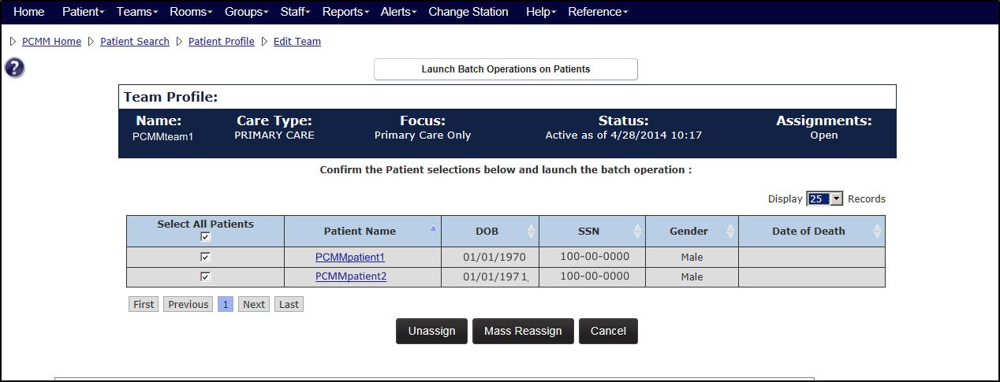 Home Patient Teams Rooms Groups Staff Reports Alerts Change Station Help Reference
PCMM Home Patient Search Patient Profile Edit Team
?
Launch Batch Operations on Patients
Team Profile:
Name: Care Type: Focus: Status: Assignments:
PCMMteam1 PRIMARY CARE Primary Care Only Active as of 4/28/2014 10:17 Open
Confirm the Patient selections below and launch the batch operation :
Display 25 Records
Select All Patients Patient Name DOB SSN Gender Date of Death
PCMMpatient1 01/01/1970 100-00-0000 Male
PCMMpatient2 01/01/1971, 100-00-0000 Male
First Previous 1 Next Last
Unassign Mass Reassign Cancel